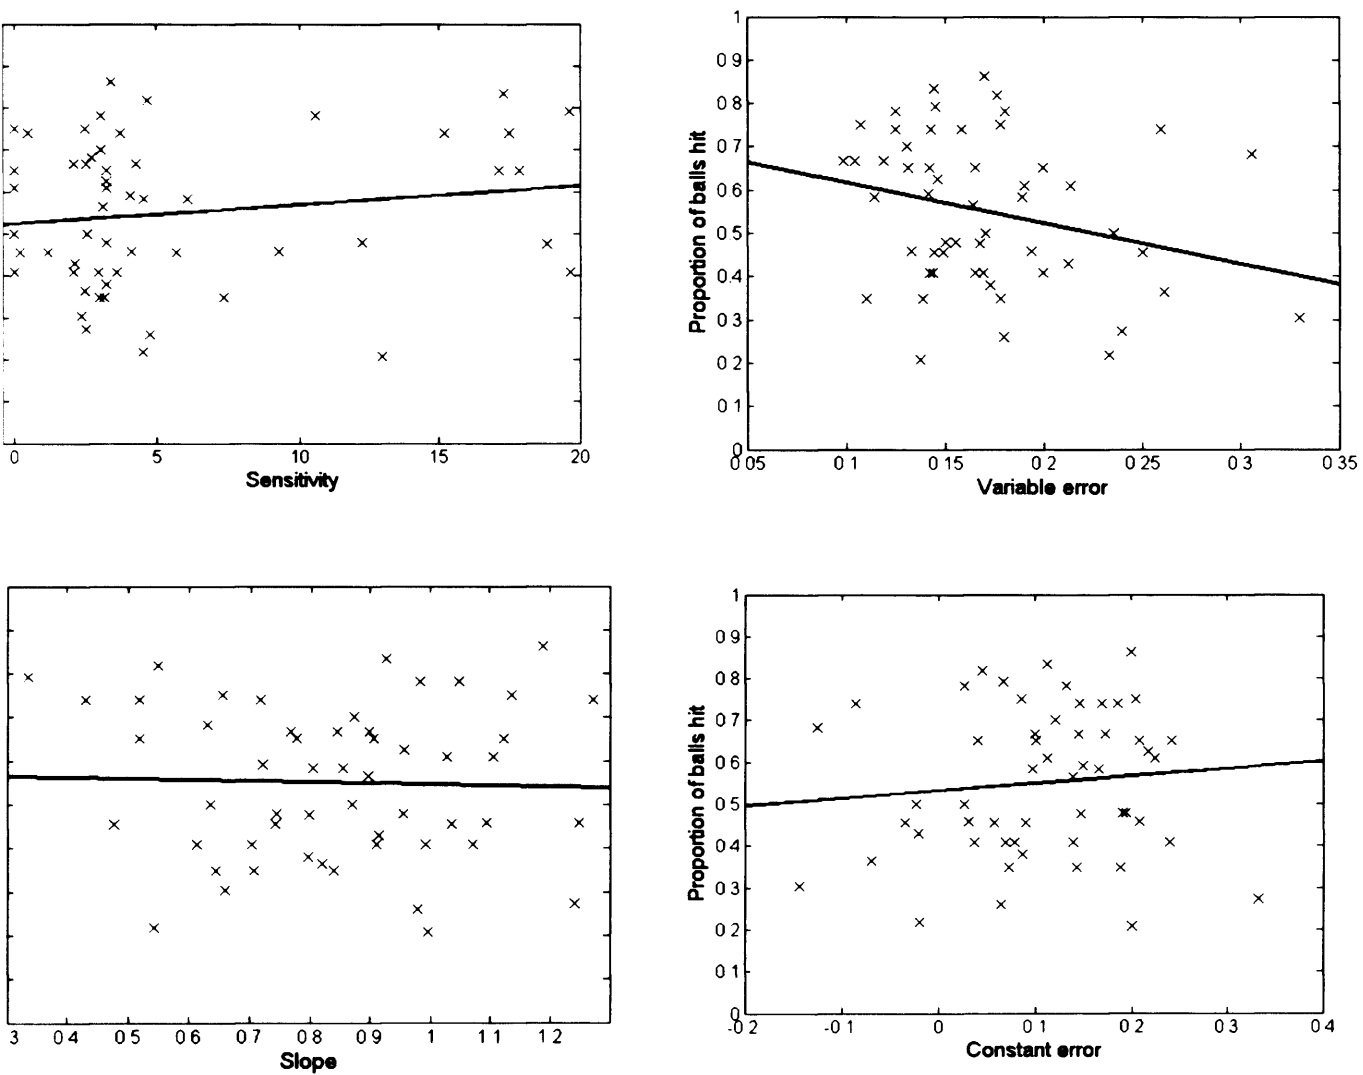 0 5 10 15 20
Sensitivity
1
0 9
0 8
0 7
0 6
0 5
0 4
0 3
0 2
0 1
0
Proportion of balls hit
0 05 0 1 0 15 0 2 0 25 0 3 0 35
Variable error
3 0 4 0 5 0 6 0 7 0 8 0 9 1 1 1 1 2
Slope
1
0 9
0 8
0 7
0 6
0 5
0 4
0 3
0 2
0 1
0
Proportion of balls hit
-0 2 -0 1 0 0 1 0 2 0 3 0 4
Constant error